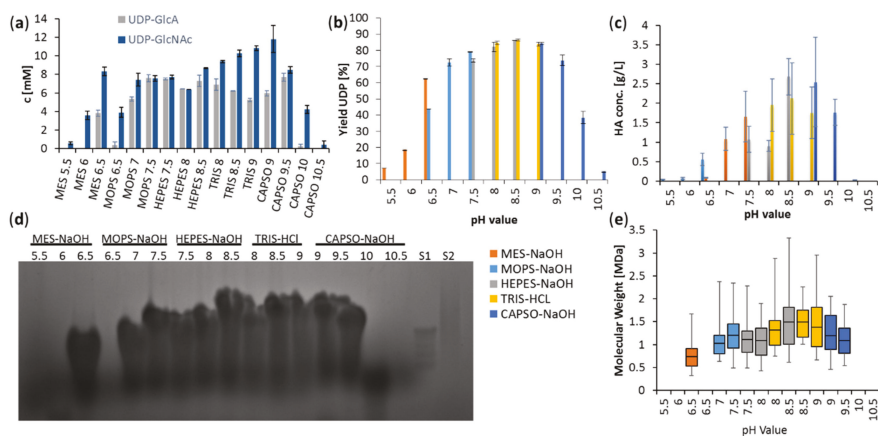 (a)
UDP-GlcA
UDP-GlcNAc
c [mM]
14
12
10
8
6
4
2
0
MES 5.5
MES 6
MES 6.5
MOPS 6.5
MOPS 7
MOPS 7.5
HEPES 7.5
HEPES 8
HEPES 8.5
TRIS 8
TRIS 8.5
TRIS 9
CAPSO 9
CAPSO 9.5
CAPSO 10
CAPSO 10.5
(b)
Yield UDP [%]
100
90
80
70
60
50
40
30
20
10
0
5.5
6
6.5
7
7.5
8
8.5
9
9.5
10
10.5
pH value
(c)
HA conc. [g/L]
4
3.5
3
2.5
2
1.5
1
0.5
0
5.5
6
6.5
7
7.5
8
8.5
9
9.5
10
10.5
pH value
(d)
MES-NaOH MOPS-NaOH HEPES-NaOH TRIS-HCl CAPSO-NaOH
5.5 6 6.5 6.5 7 7.5 7.5 8 8.5 8 8.5 9 9 9.5 10 10.5 S1 S2
MES-NaOH
MOPS-NaOH
HEPES-NaOH
TRIS-HCL
CAPSO-NaOH
(e)
Molecular Weight [MDa]
3.5
3
2.5
2
1.5
1
0.5
0
5.5
6
6.5
6.5
7
7.5
7.5
8
8
8.5
8.5
9
9
9.5
10
10.5
pH Value